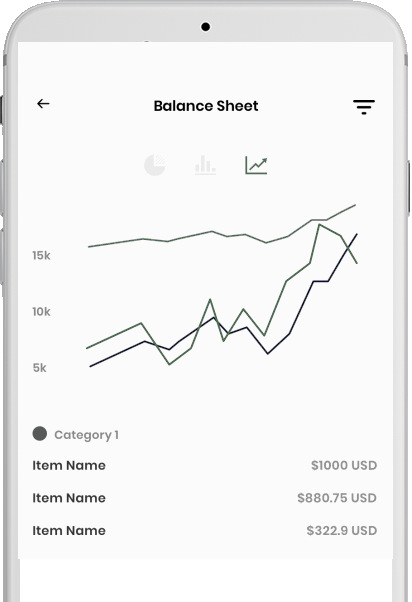 Balance Sheet
15k
10k
5k
Category 1
Item Name $1000 USD
Item Name $880.75 USD
Item Name $322.9 USD